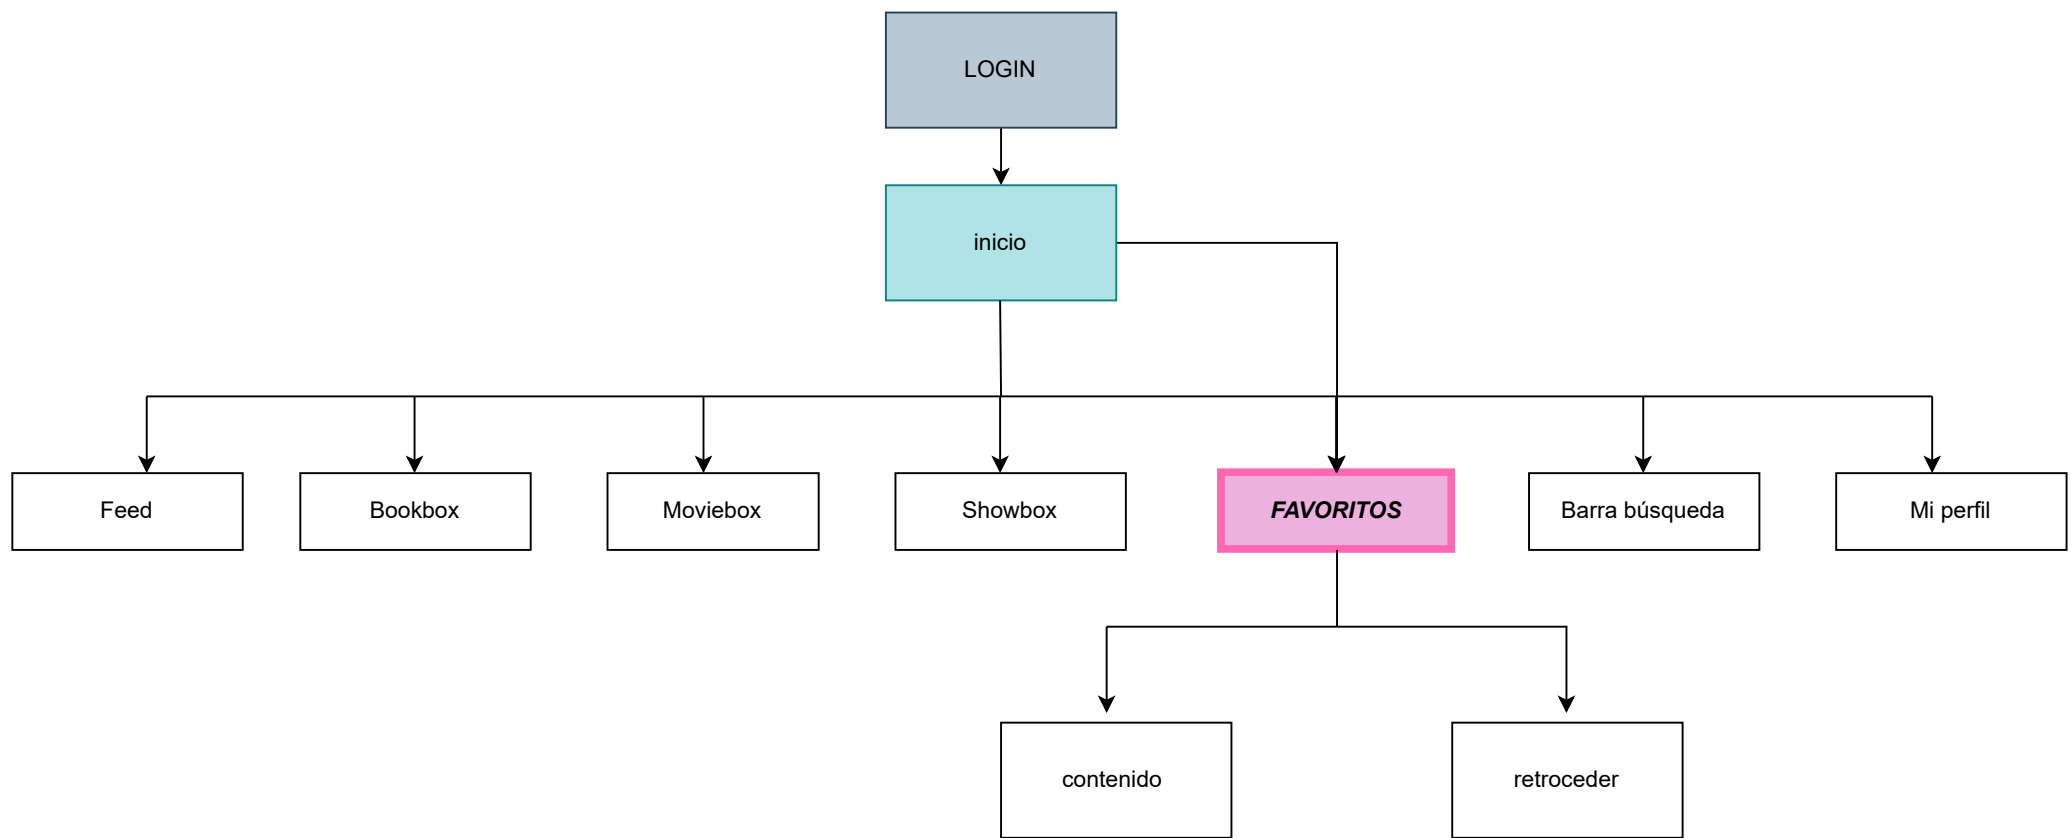 LOGIN
inicio
Feed
Bookbox
Moviebox
Showbox
FAVORITOS
Barra búsqueda
Mi perfil
contenido
retroceder